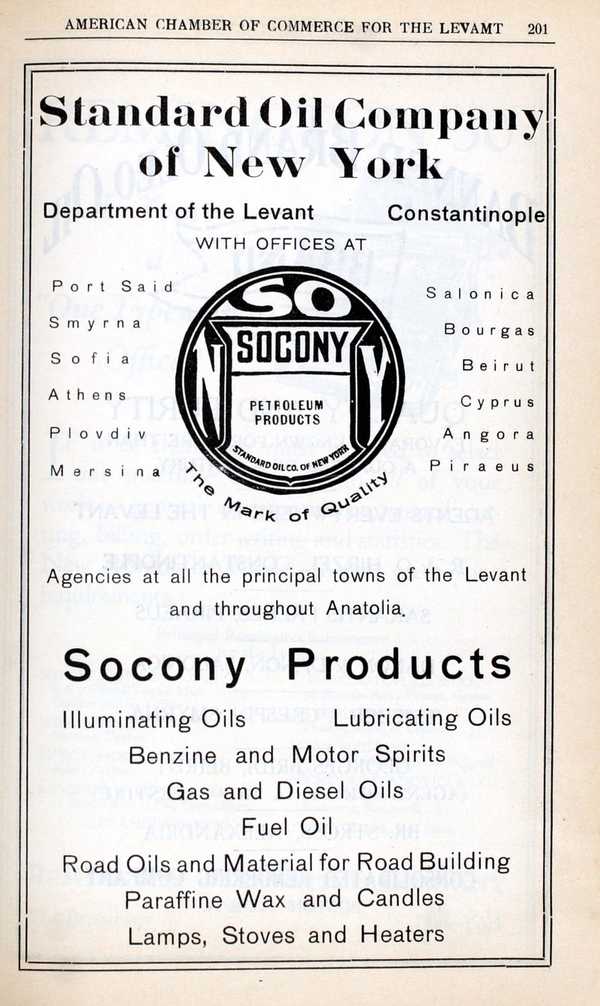 AMERICAN CHAMBER OF COMMERCE FOR THE LEVAMT 201
Standard Oil Company
of New York
Department of the Levant Constantinople
WITH OFFICES AT
Port Said
Smyrna
Sofia
Athens
Plovdiv
Mersina
SO
N Y
SOCONY
PETROLEUM
PRODUCTS
STANDARD OIL CO. OF NEW YORK
The Mark of Quality
Salonica
Bourgas
Beirut
Cyprus
Angora
Piraeus
Agencies at all the principal towns of the Levant
and throughout Anatolia.
Socony Products
Illuminating Oils Lubricating Oils
Benzine and Motor Spirits
Gas and Diesel Oils
Fuel Oil
Road Oils and Material for Road Building
Paraffine Wax and Candles
Lamps, Stoves and Heaters